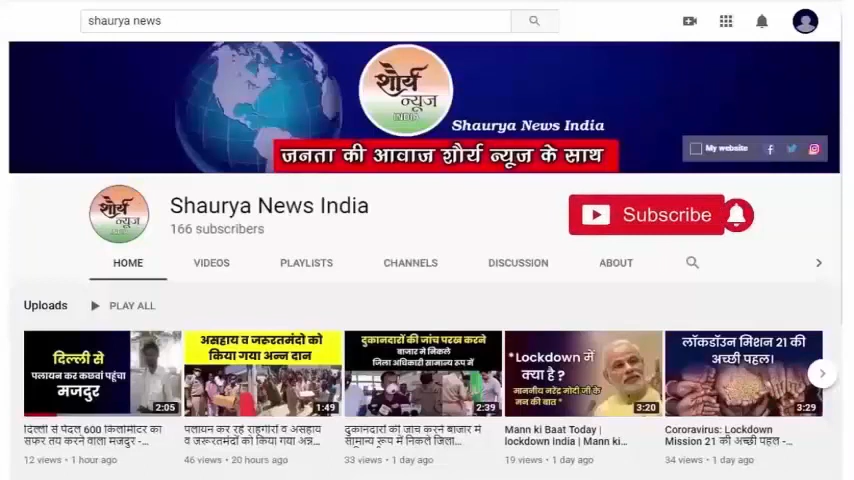 shaurya news
शौर्य
न्यूज
INDIA
Shaurya News India
जनता की आवाज शौर्य न्यूज के साथ
My website
शौर्य
न्यूज
Shaurya News India
166 subscribers
Subscribe
HOME VIDEOS PLAYLISTS CHANNELS DISCUSSION ABOUT
Uploads PLAY ALL
दिल्ली से
पलायन कर कछवां पहुंचा
मजदुर
2:05
असहाय व जरूरतमंदो को
किया गया अन्न दान
1:49
दुकानदारों की जांच परख करने
बाजार मे निकले
जिला अधिकारी सामान्य रूप में
2:39
"Lockdown में
क्या है ?
माननीय नरेंद्र मोदी जी के
मन की बात "
3:20
लॉकडॉउन मिशन 21 की
अच्छी पहल।
3:29
दिल्ली से पैदल 600 किलोमीटर का
सफर तय करने वाला मजदुर -...
12 views • 1 hour ago
पलायन कर रहे राहगीरों व असहाय
व जरूरतमंदों को किया गया अन्न...
46 views • 20 hours ago
दुकानदारों की जांच करने बाजार में
सामान्य रूप में निकले जिला...
33 views • 1 day ago
Mann ki Baat Today |
lockdown india | Mann ki...
19 views • 1 day ago
Cororavirus: Lockdown
Mission 21 की अच्छी पहल -...
34 views • 1 day ago